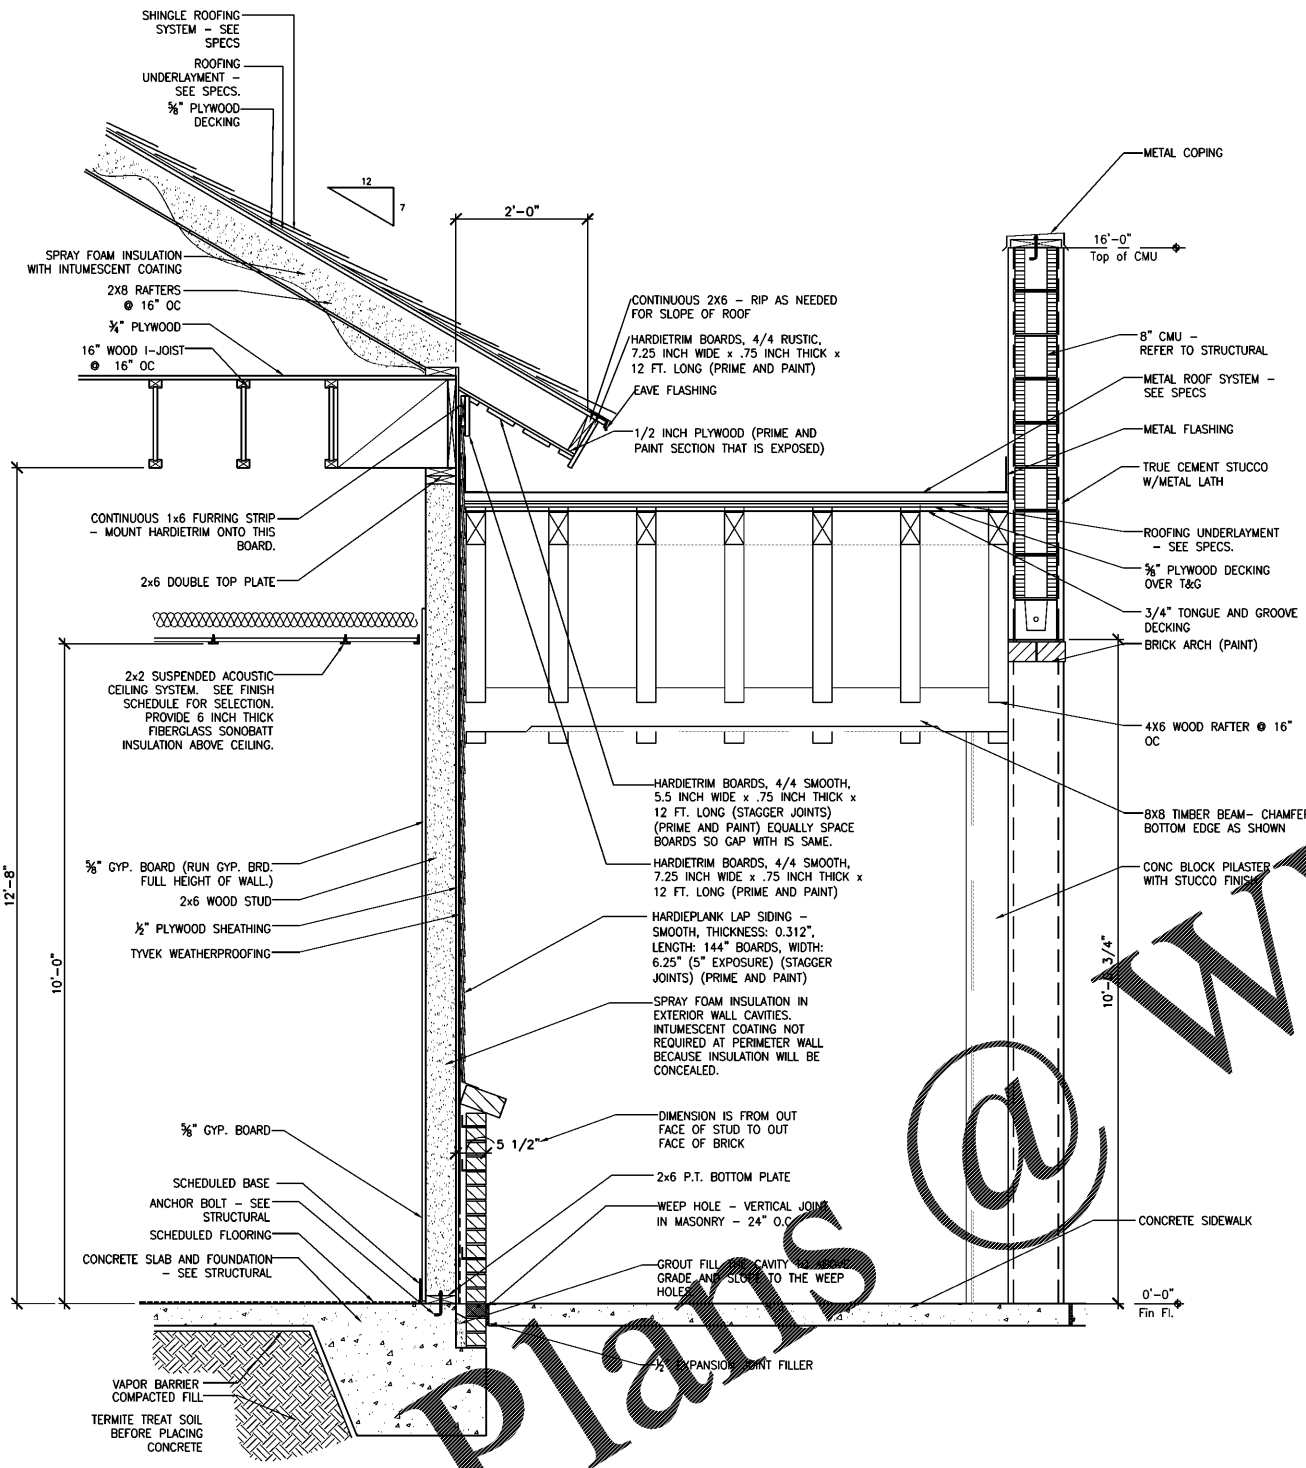 SHINGLE ROOFING
SYSTEM – SEE
SPECS
ROOFING
UNDERLAYMENT –
SEE SPECS.
⅝" PLYWOOD
DECKING
12
7
2'-0"
SPRAY FOAM INSULATION
WITH INTUMESCENT COATING
2X8 RAFTERS
@ 16" OC
¾" PLYWOOD
16" WOOD I-JOIST
@ 16" OC
CONTINUOUS 2X6 – RIP AS NEEDED
FOR SLOPE OF ROOF
HARDIETRIM BOARDS, 4/4 RUSTIC,
7.25 INCH WIDE x .75 INCH THICK x
12 FT. LONG (PRIME AND PAINT)
EAVE FLASHING
1/2 INCH PLYWOOD (PRIME AND
PAINT SECTION THAT IS EXPOSED)
METAL COPING
16'-0"
Top of CMU
8" CMU –
REFER TO STRUCTURAL
METAL ROOF SYSTEM –
SEE SPECS
METAL FLASHING
TRUE CEMENT STUCCO
W/METAL LATH
ROOFING UNDERLAYMENT
– SEE SPECS.
⅝" PLYWOOD DECKING
OVER T&G
3/4" TONGUE AND GROOVE
DECKING
BRICK ARCH (PAINT)
4X6 WOOD RAFTER @ 16"
OC
8X8 TIMBER BEAM– CHAMFER
BOTTOM EDGE AS SHOWN
CONC BLOCK PILASTER
WITH STUCCO FINISH
CONTINUOUS 1x6 FURRING STRIP
– MOUNT HARDIETRIM ONTO THIS
BOARD.
2x6 DOUBLE TOP PLATE
2x2 SUSPENDED ACOUSTIC
CEILING SYSTEM. SEE FINISH
SCHEDULE FOR SELECTION.
PROVIDE 6 INCH THICK
FIBERGLASS SONOBATT
INSULATION ABOVE CEILING.
12'-8"
10'-0"
⅝" GYP. BOARD (RUN GYP. BRD.
FULL HEIGHT OF WALL.)
2x6 WOOD STUD
½" PLYWOOD SHEATHING
TYVEK WEATHERPROOFING
HARDIETRIM BOARDS, 4/4 SMOOTH,
5.5 INCH WIDE x .75 INCH THICK x
12 FT. LONG (STAGGER JOINTS)
(PRIME AND PAINT) EQUALLY SPACE
BOARDS SO GAP WITH IS SAME.
HARDIETRIM BOARDS, 4/4 SMOOTH,
7.25 INCH WIDE x .75 INCH THICK x
12 FT. LONG (PRIME AND PAINT)
HARDIEPLANK LAP SIDING –
SMOOTH, THICKNESS: 0.312",
LENGTH: 144" BOARDS, WIDTH:
6.25" (5" EXPOSURE) (STAGGER
JOINTS) (PRIME AND PAINT)
SPRAY FOAM INSULATION IN
EXTERIOR WALL CAVITIES.
INTUMESCENT COATING NOT
REQUIRED AT PERIMETER WALL
BECAUSE INSULATION WILL BE
CONCEALED.
DIMENSION IS FROM OUT
FACE OF STUD TO OUT
FACE OF BRICK
5 1/2"
2x6 P.T. BOTTOM PLATE
WEEP HOLE – VERTICAL JOINT
IN MASONRY – 24" O.C.
GROUT FILL THE CAVITY TO ABOVE
GRADE AND SLOPE TO THE WEEP
HOLES.
½" EXPANSION JOINT FILLER
CONCRETE SIDEWALK
0'-0"
Fin Fl.
⅝" GYP. BOARD
SCHEDULED BASE
ANCHOR BOLT – SEE
STRUCTURAL
SCHEDULED FLOORING
CONCRETE SLAB AND FOUNDATION
– SEE STRUCTURAL
VAPOR BARRIER
COMPACTED FILL
TERMITE TREAT SOIL
BEFORE PLACING
CONCRETE
Plans @ W